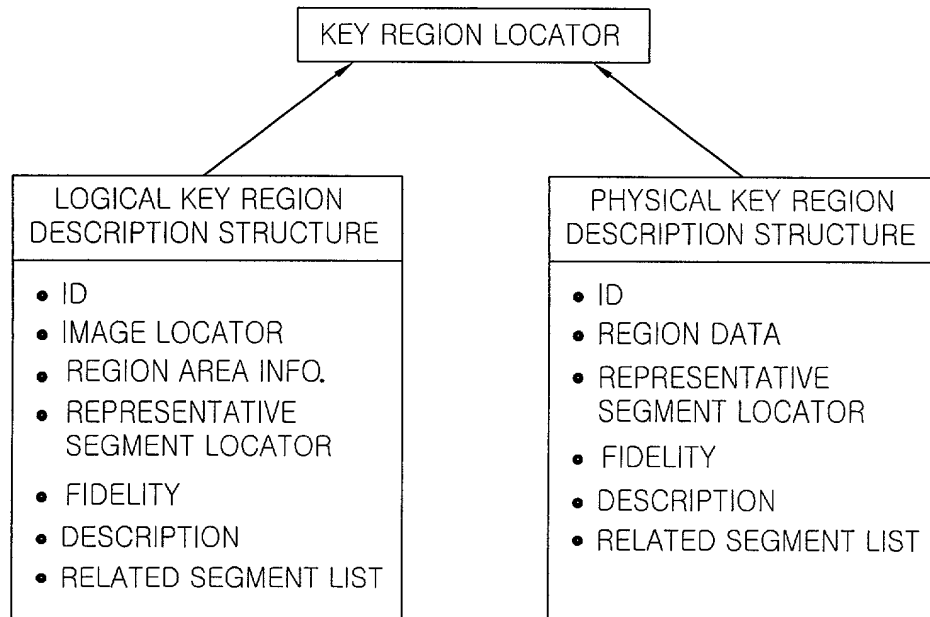 KEY REGION LOCATOR
LOGICAL KEY REGION
DESCRIPTION STRUCTURE
• ID
• IMAGE LOCATOR
• REGION AREA INFO.
• REPRESENTATIVE
SEGMENT LOCATOR
• FIDELITY
• DESCRIPTION
• RELATED SEGMENT LIST
PHYSICAL KEY REGION
DESCRIPTION STRUCTURE
• ID
• REGION DATA
• REPRESENTATIVE
SEGMENT LOCATOR
• FIDELITY
• DESCRIPTION
• RELATED SEGMENT LIST